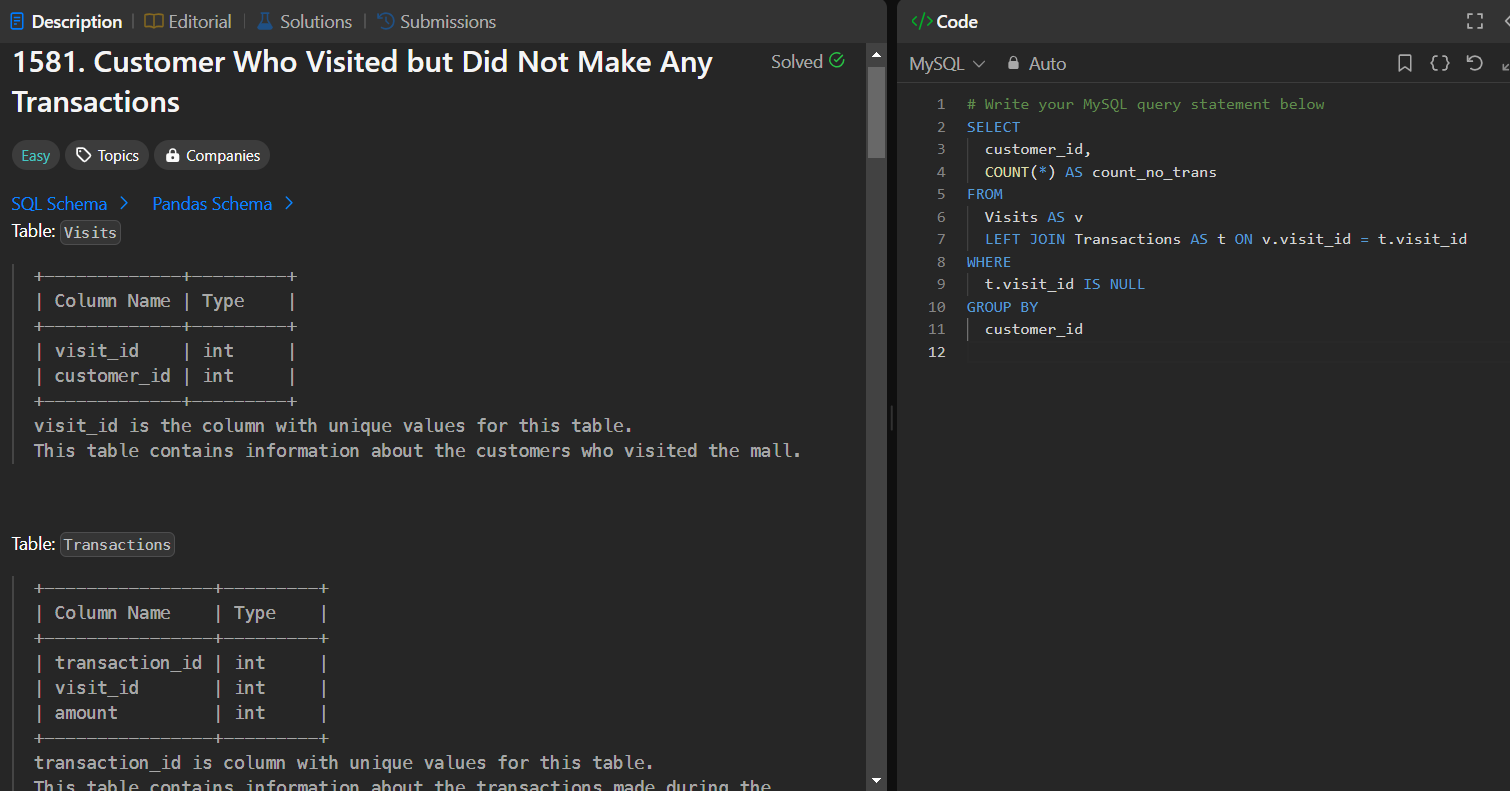 Description | Editorial | Solutions | Submissions
1581. Customer Who Visited but Did Not Make Any
Transactions
Solved
Easy Topics Companies
SQL Schema Pandas Schema
Table: Visits
+-------------+---------+
| Column Name | Type    |
+-------------+---------+
| visit_id    | int     |
| customer_id | int     |
+-------------+---------+
visit_id is the column with unique values for this table.
This table contains information about the customers who visited the mall.
Table: Transactions
+----------------+---------+
| Column Name    | Type    |
+----------------+---------+
| transaction_id | int     |
| visit_id       | int     |
| amount         | int     |
+----------------+---------+
transaction_id is column with unique values for this table.
This table contains information about the transactions made during the
</> Code
MySQL Auto
1 # Write your MySQL query statement below
2 SELECT
3 customer_id,
4 COUNT(*) AS count_no_trans
5 FROM
6 Visits AS v
7 LEFT JOIN Transactions AS t ON v.visit_id = t.visit_id
8 WHERE
9 t.visit_id IS NULL
10 GROUP BY
11 customer_id
12